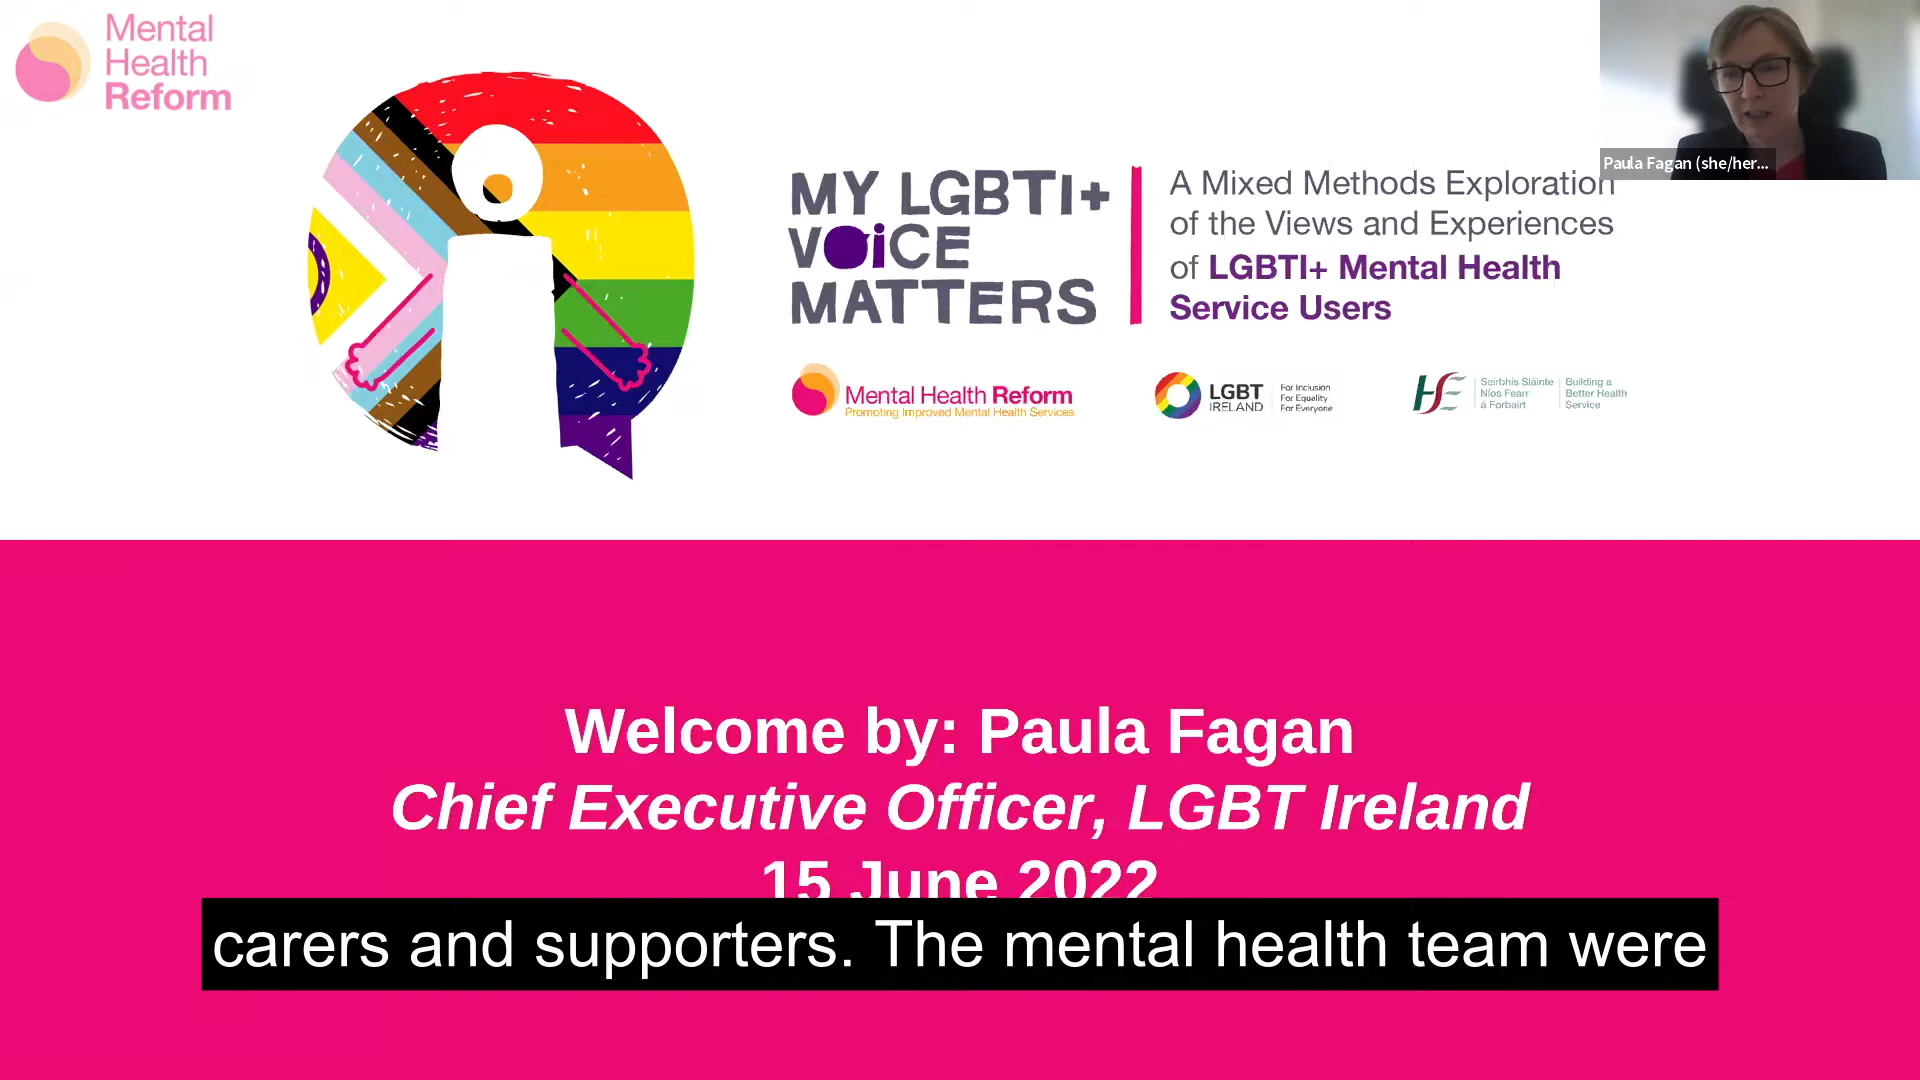 Mental
Health
Reform
Paula Fagan (she/her...
MY LGBTI+
VOiCE
MATTERS
A Mixed Methods Exploration
of the Views and Experiences
of LGBTI+ Mental Health
Service Users
Mental Health Reform
Promoting Improved Mental Health Services
LGBT
IRELAND
For Inclusion
For Equality
For Everyone
HSE
Seirbhís Sláinte
Níos Fearr
á Forbairt
Building a
Better Health
Service
Welcome by: Paula Fagan
Chief Executive Officer, LGBT Ireland
15 June 2022
carers and supporters. The mental health team were